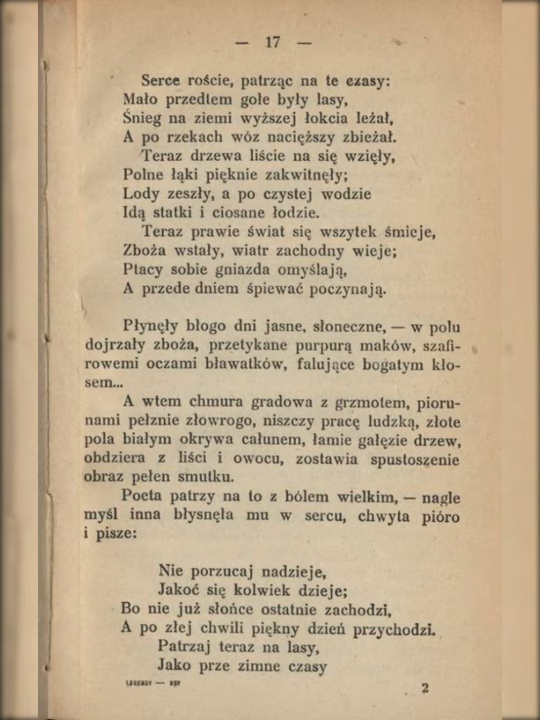 — 17 —
Serce roście, patrząc na te czasy:
Mało przedtem gołe były lasy,
Śnieg na ziemi wyższej łokcia leżał,
A po rzekach wóz nacięższy zbieżał.
Teraz drzewa liście na się wzięły,
Polne łąki pięknie zakwitnęły;
Lody zeszły, a po czystej wodzie
Idą statki i ciosane łodzie.
Teraz prawie świat się wszytek śmieje,
Zboża wstały, wiatr zachodny wieje;
Ptacy sobie gniazda omyślają,
A przede dniem śpiewać poczynają.
Płynęły błogo dni jasne, słoneczne, — w polu
dojrzały zboża, przetykane purpurą maków, szafi-
rowemi oczami bławatków, falujące bogatym kło-
sem...
A wtem chmura gradowa z grzmotem, pioru-
nami pełznie złowrogo, niszczy pracę ludzką, złote
pola białym okrywa całunem, łamie gałęzie drzew,
obdziera z liści i owocu, zostawia spustoszenie
obraz pełen smutku.
Poeta patrzy na to z bólem wielkim, — nagle
myśl inna błysnęła mu w sercu, chwyta pióro
i pisze:
Nie porzucaj nadzieje,
Jakoć się kolwiek dzieje;
Bo nie już słońce ostatnie zachodzi,
A po złej chwili piękny dzień przychodzi.
Patrzaj teraz na lasy,
Jako prze zimne czasy
LEGENDY —
2